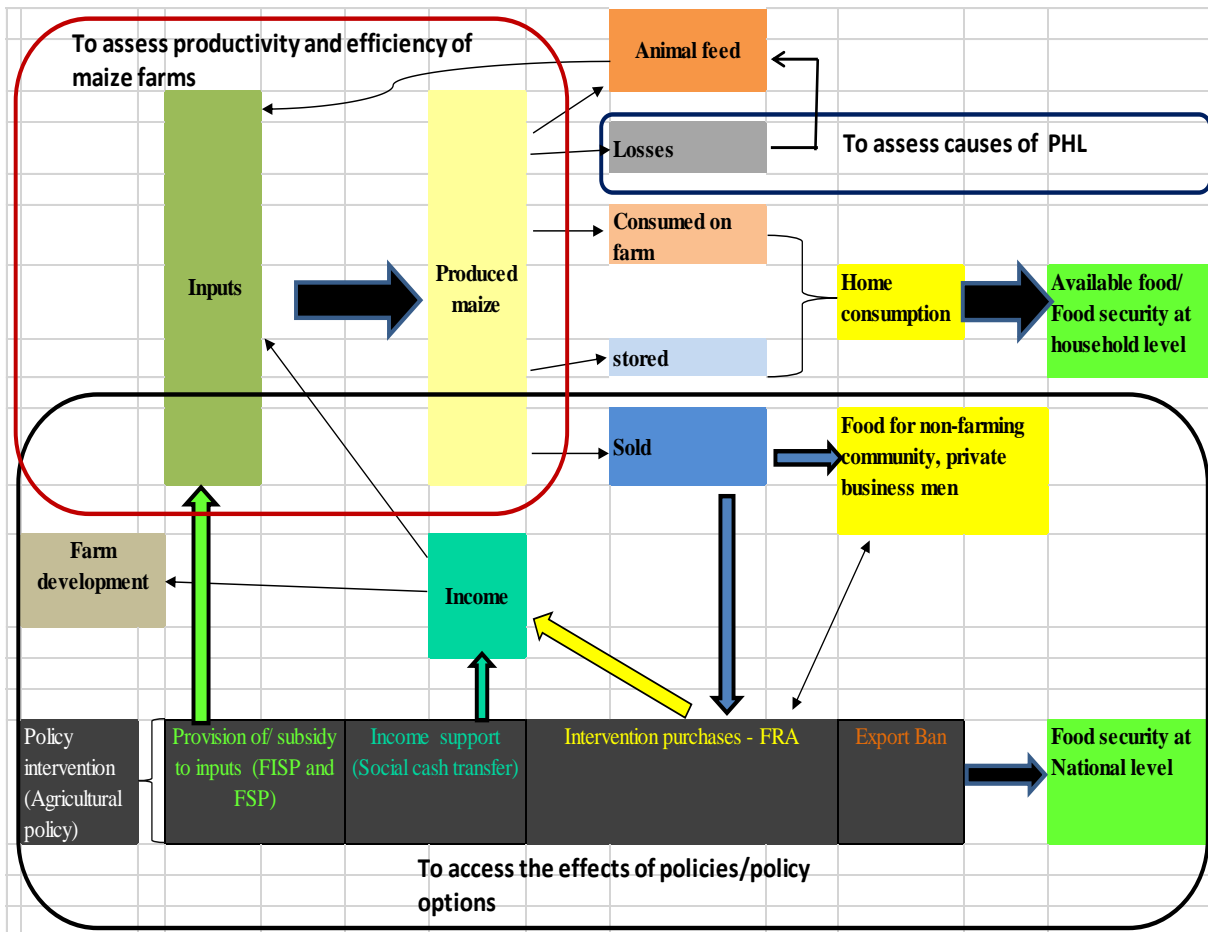 To assess productivity and efficiency of
maize farms
Animal feed
Losses
To assess causes of PHL
Consumed on
farm
Inputs
Produced
maize
Home
consumption
Available food/
Food security at
household level
stored
Sold
Food for non-farming
community, private
business men
Farm
development
Income
Policy
intervention
(Agricultural
policy)
Provision of/ subsidy
to inputs (FISP and
FSP)
Income support
(Social cash transfer)
Intervention purchases - FRA
Export Ban
Food security at
National level
To access the effects of policies/policy
options